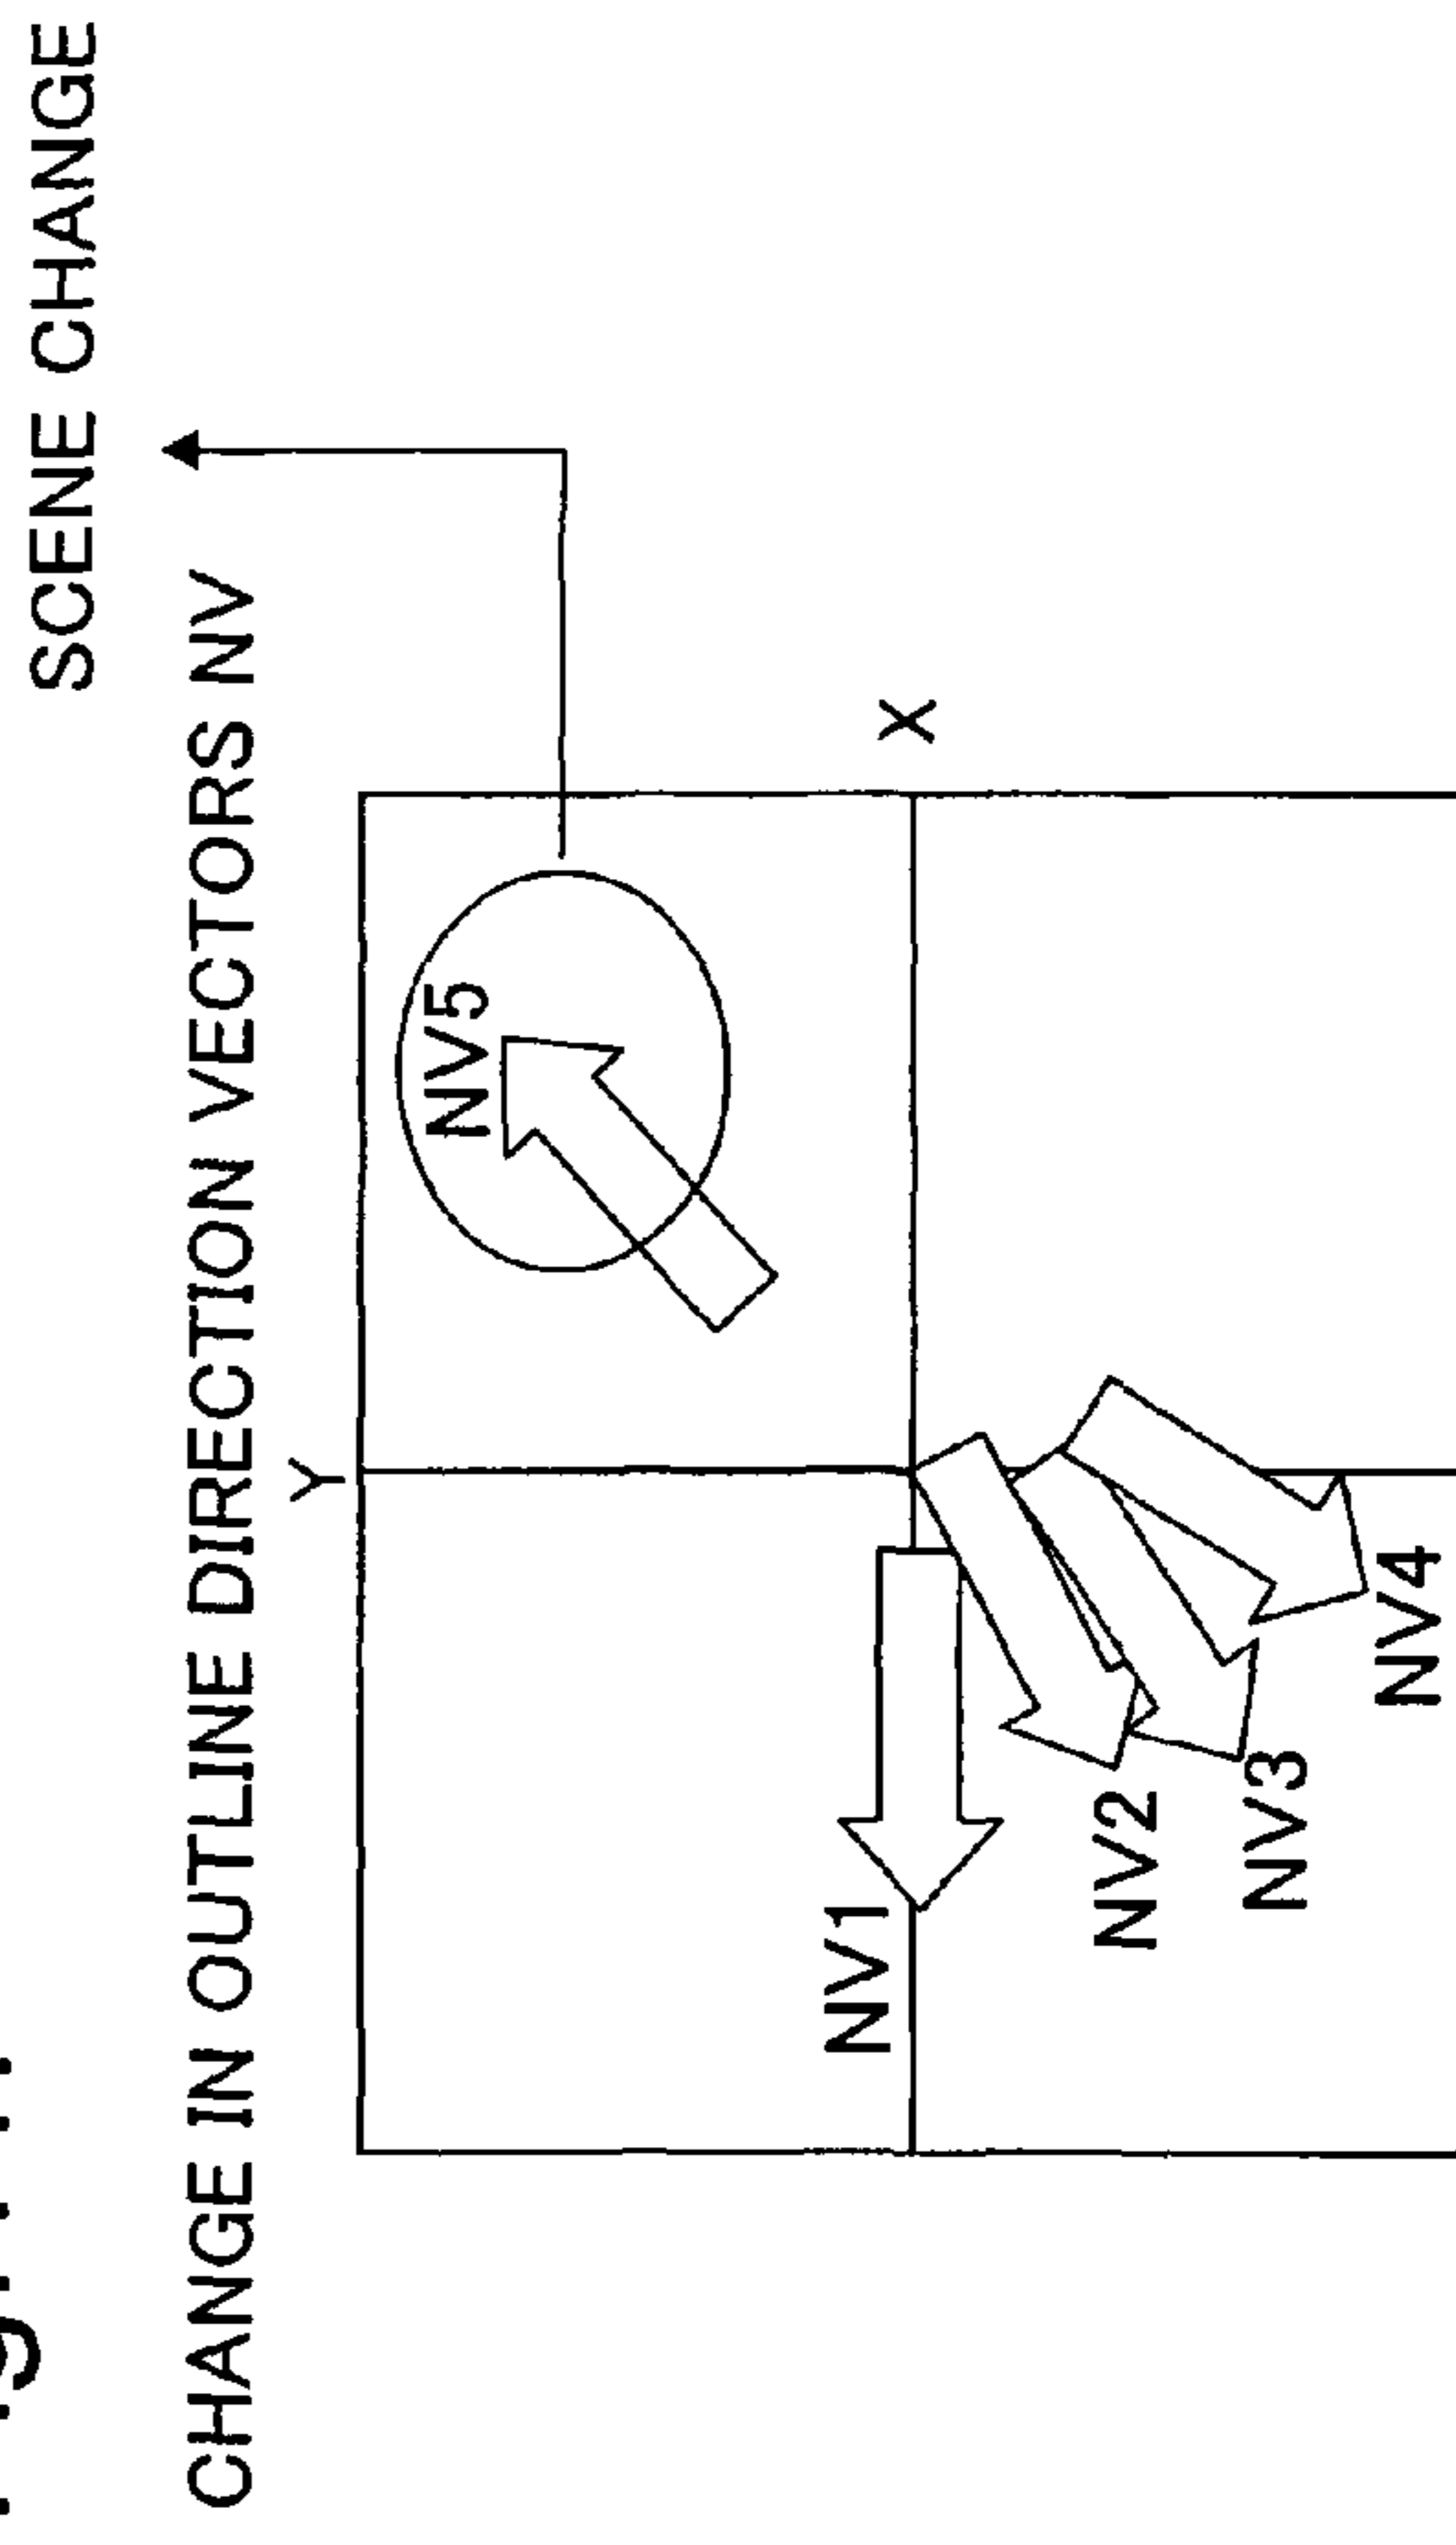 SCENE CHANGE
CHANGE IN OUTLINE DIRECTION VECTORS NV
Y
NV5
X
NV1
NV2
NV3
NV4